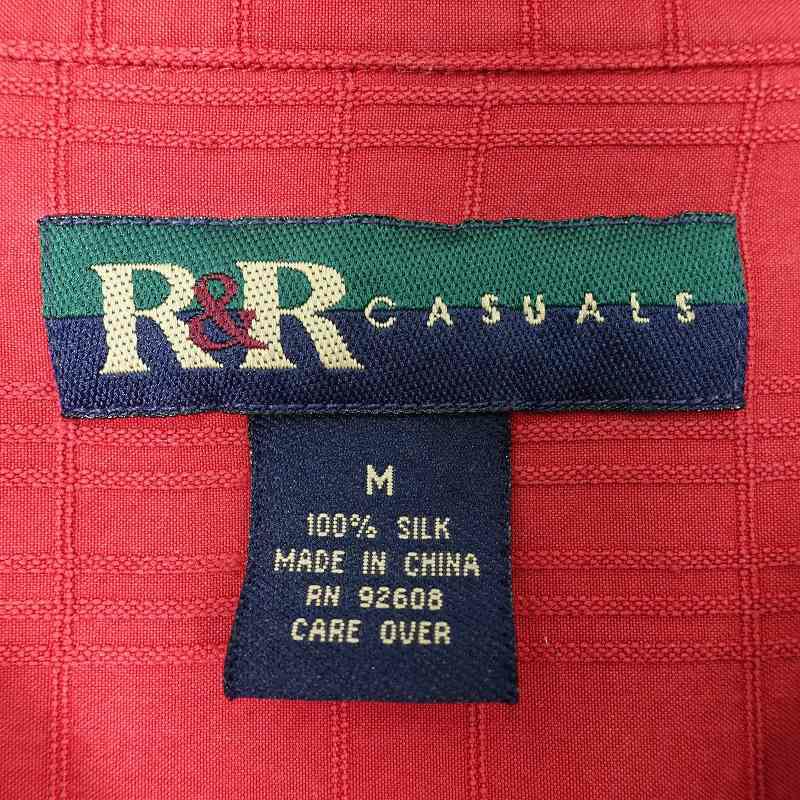 R&R CASUALS
M
100% SILK
MADE IN CHINA
RN 92608
CARE OVER